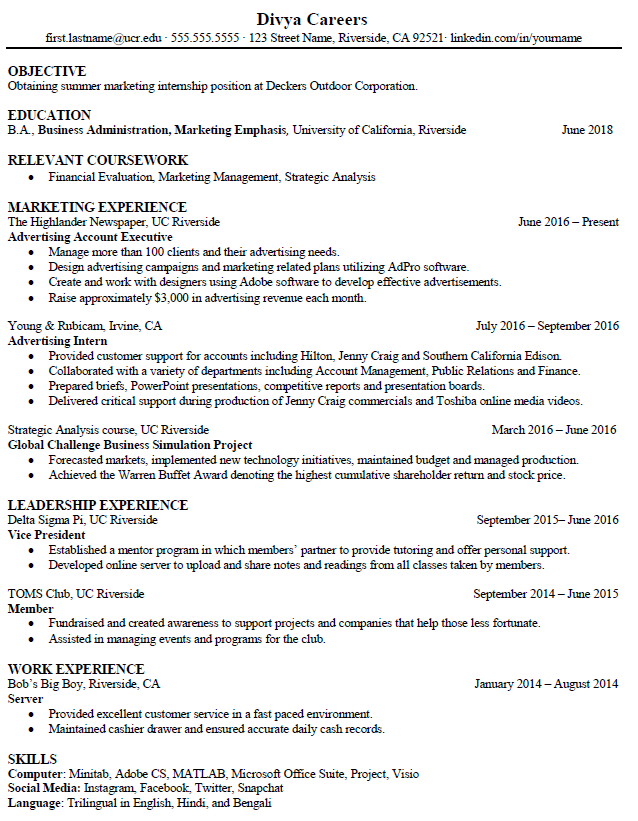 Divya Careers
first.lastname@ucr.edu · 555.555.5555 · 123 Street Name, Riverside, CA 92521· linkedin.com/in/yourname
OBJECTIVE
Obtaining summer marketing internship position at Deckers Outdoor Corporation.
EDUCATION
B.A., Business Administration, Marketing Emphasis, University of California, Riverside June 2018
RELEVANT COURSEWORK
• Financial Evaluation, Marketing Management, Strategic Analysis
MARKETING EXPERIENCE
The Highlander Newspaper, UC Riverside June 2016 – Present
Advertising Account Executive
• Manage more than 100 clients and their advertising needs.
• Design advertising campaigns and marketing related plans utilizing AdPro software.
• Create and work with designers using Adobe software to develop effective advertisements.
• Raise approximately $3,000 in advertising revenue each month.
Young & Rubicam, Irvine, CA July 2016 – September 2016
Advertising Intern
• Provided customer support for accounts including Hilton, Jenny Craig and Southern California Edison.
• Collaborated with a variety of departments including Account Management, Public Relations and Finance.
• Prepared briefs, PowerPoint presentations, competitive reports and presentation boards.
• Delivered critical support during production of Jenny Craig commercials and Toshiba online media videos.
Strategic Analysis course, UC Riverside March 2016 – June 2016
Global Challenge Business Simulation Project
• Forecasted markets, implemented new technology initiatives, maintained budget and managed production.
• Achieved the Warren Buffet Award denoting the highest cumulative shareholder return and stock price.
LEADERSHIP EXPERIENCE
Delta Sigma Pi, UC Riverside September 2015– June 2016
Vice President
• Established a mentor program in which members’ partner to provide tutoring and offer personal support.
• Developed online server to upload and share notes and readings from all classes taken by members.
TOMS Club, UC Riverside September 2014 – June 2015
Member
• Fundraised and created awareness to support projects and companies that help those less fortunate.
• Assisted in managing events and programs for the club.
WORK EXPERIENCE
Bob’s Big Boy, Riverside, CA January 2014 – August 2014
Server
• Provided excellent customer service in a fast paced environment.
• Maintained cashier drawer and ensured accurate daily cash records.
SKILLS
Computer: Minitab, Adobe CS, MATLAB, Microsoft Office Suite, Project, Visio
Social Media: Instagram, Facebook, Twitter, Snapchat
Language: Trilingual in English, Hindi, and Bengali